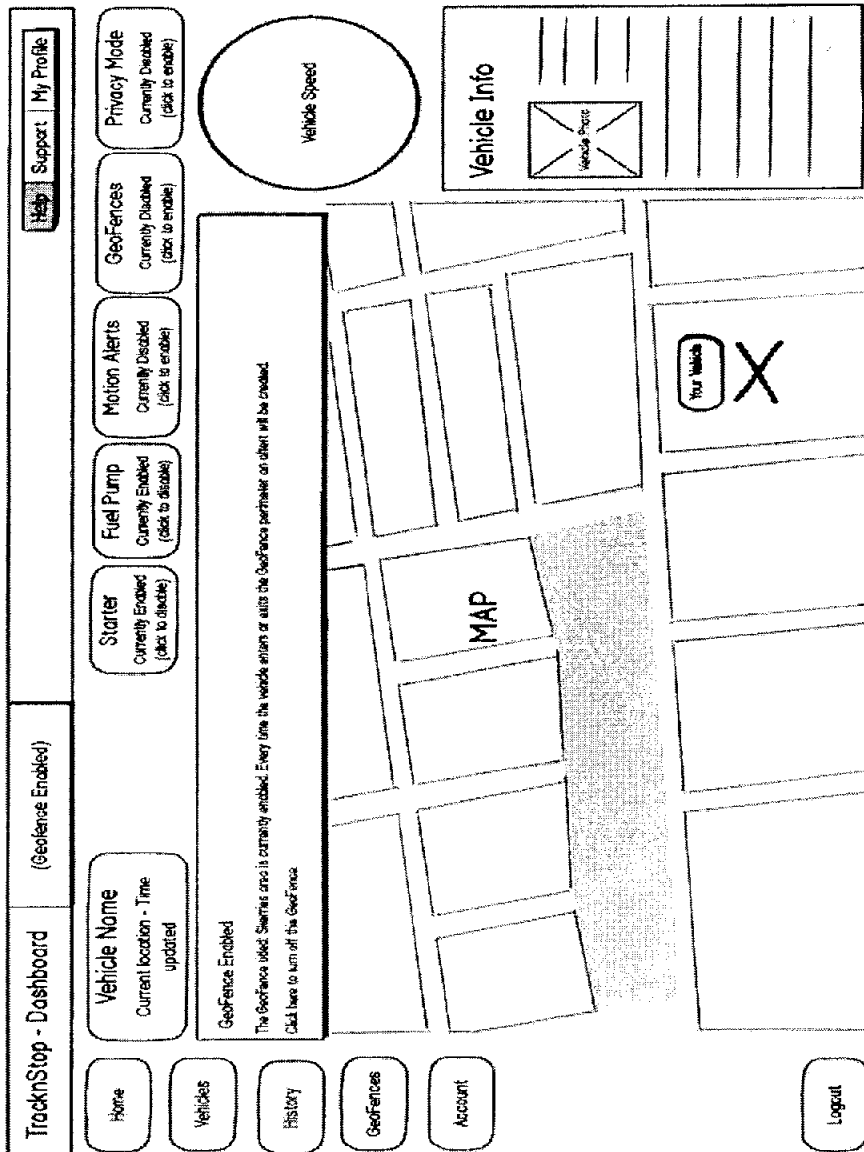 TracknStop - Dashboard
(Geofence Enabled)
Help
Support
My Profile
Vehicle Name
Current location - Time
updated
Starter
Currently Enabled
(click to disable)
Fuel Pump
Currently Enabled
(click to disable)
Motion Alerts
Currently Disabled
(click to enable)
GeoFences
Currently Disabled
(click to enable)
Privacy Mode
Currently Disabled
(click to enable)
Home
Vehicles
History
GeoFences
Account
Logout
GeoFence Enabled
The GeoFence titled: Skerries area is currently enabled. Every time the vehicle enters or exits the GeoFence perimeter an alert will be created.
Click here to turn off the GeoFence
Vehicle Speed
MAP
Your Vehicle
Vehicle Info
Vehicle Photo